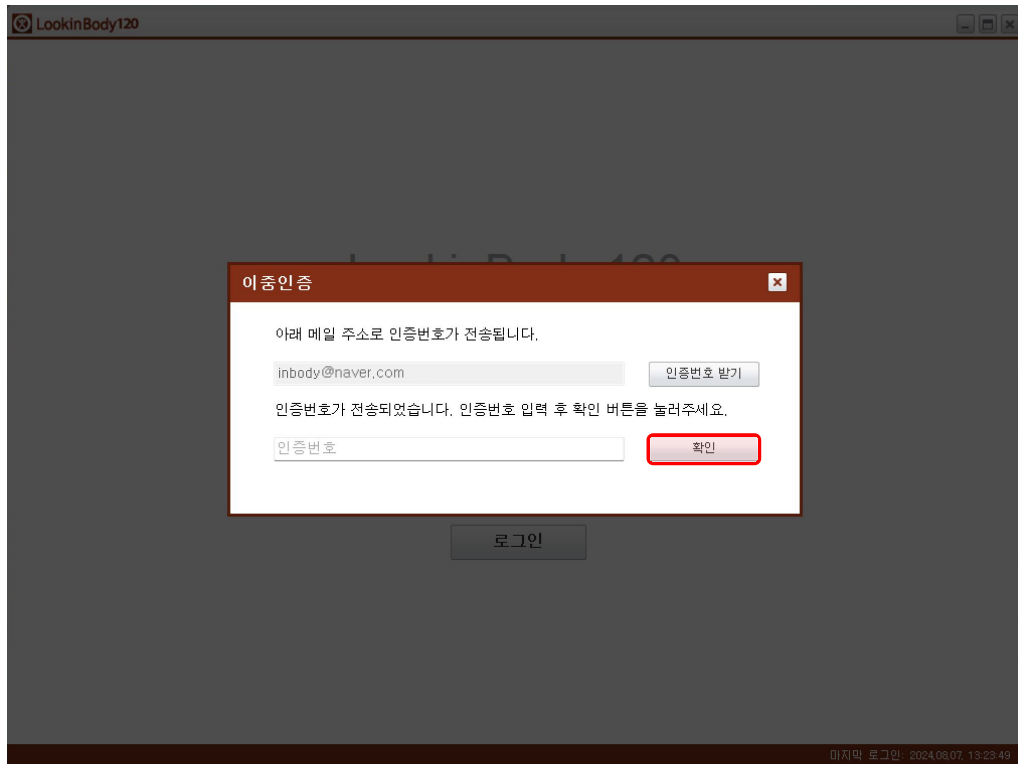 LookinBody120
LookinBody120
이중인증
아래 메일 주소로 인증번호가 전송됩니다.
inbody@naver.com
인증번호 받기
인증번호가 전송되었습니다. 인증번호 입력 후 확인 버튼을 눌러주세요.
인증번호
확인
로그인
마지막 로그인: 2024.08.07. 13:23:49